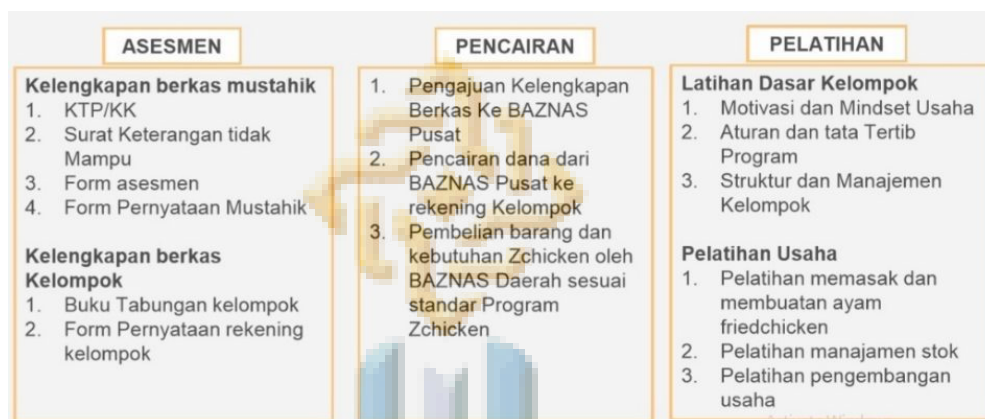 ASESMEN
Kelengkapan berkas mustahik
1. KTP/KK
2. Surat Keterangan tidak
Mampu
3. Form asesmen
4. Form Pernyataan Mustahik
Kelengkapan berkas
Kelompok
1. Buku Tabungan kelompok
2. Form Pernyataan rekening
kelompok
PENCAIRAN
1. Pengajuan Kelengkapan
Berkas Ke BAZNAS
Pusat
2. Pencairan dana dari
BAZNAS Pusat ke
rekening Kelompok
3. Pembelian barang dan
kebutuhan Zchicken oleh
BAZNAS Daerah sesuai
standar Program
Zchicken
PELATIHAN
Latihan Dasar Kelompok
1. Motivasi dan Mindset Usaha
2. Aturan dan tata Tertib
Program
3. Struktur dan Manajemen
Kelompok
Pelatihan Usaha
1. Pelatihan memasak dan
membuatan ayam
friedchicken
2. Pelatihan manajamen stok
3. Pelatihan pengembangan
usaha